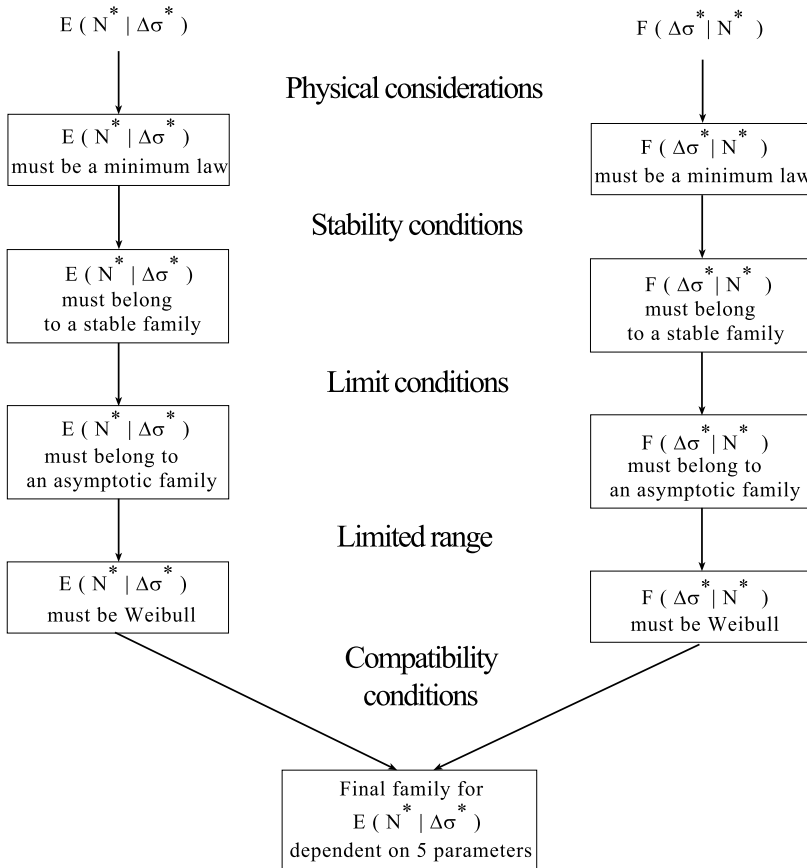 E ( N* | Δσ* )
F ( Δσ* | N* )
Physical considerations
E ( N* | Δσ* )
must be a minimum law
F ( Δσ* | N* )
must be a minimum law
Stability conditions
E ( N* | Δσ* )
must belong
to a stable family
F ( Δσ* | N* )
must belong
to a stable family
Limit conditions
E ( N* | Δσ* )
must belong to
an asymptotic family
F ( Δσ* | N* )
must belong to
an asymptotic family
Limited range
E ( N* | Δσ* )
must be Weibull
F ( Δσ* | N* )
must be Weibull
Compatibility
conditions
Final family for
E ( N* | Δσ* )
dependent on 5 parameters